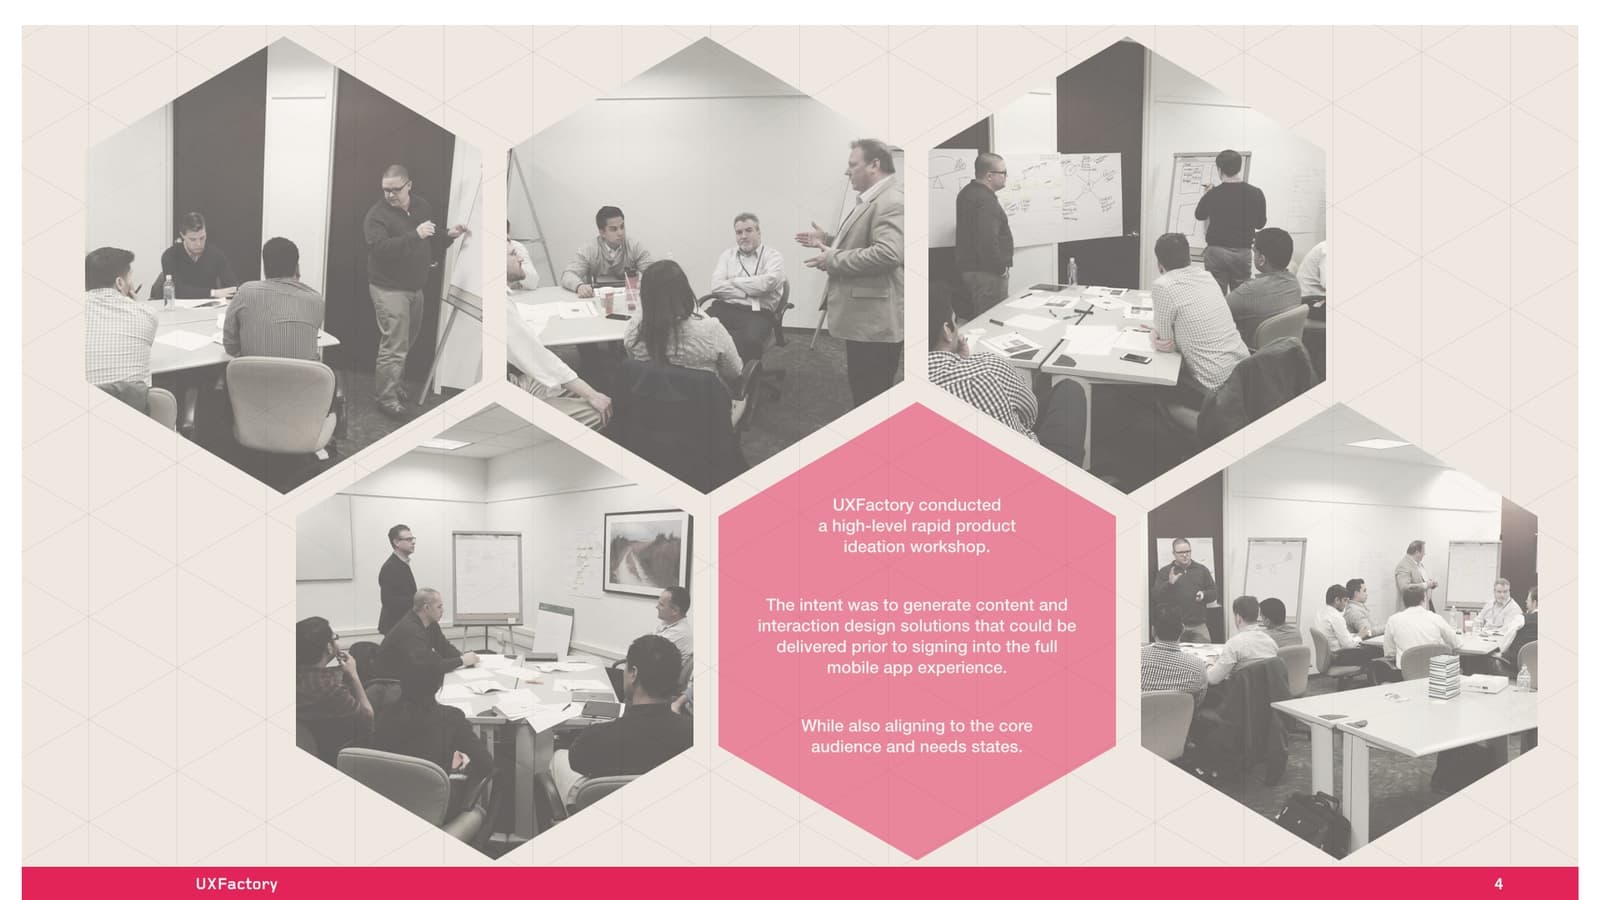 UXFactory conducted
a high-level rapid product
ideation workshop.
The intent was to generate content and
interaction design solutions that could be
delivered prior to signing into the full
mobile app experience.
While also aligning to the core
audience and needs states.
UXFactory
4